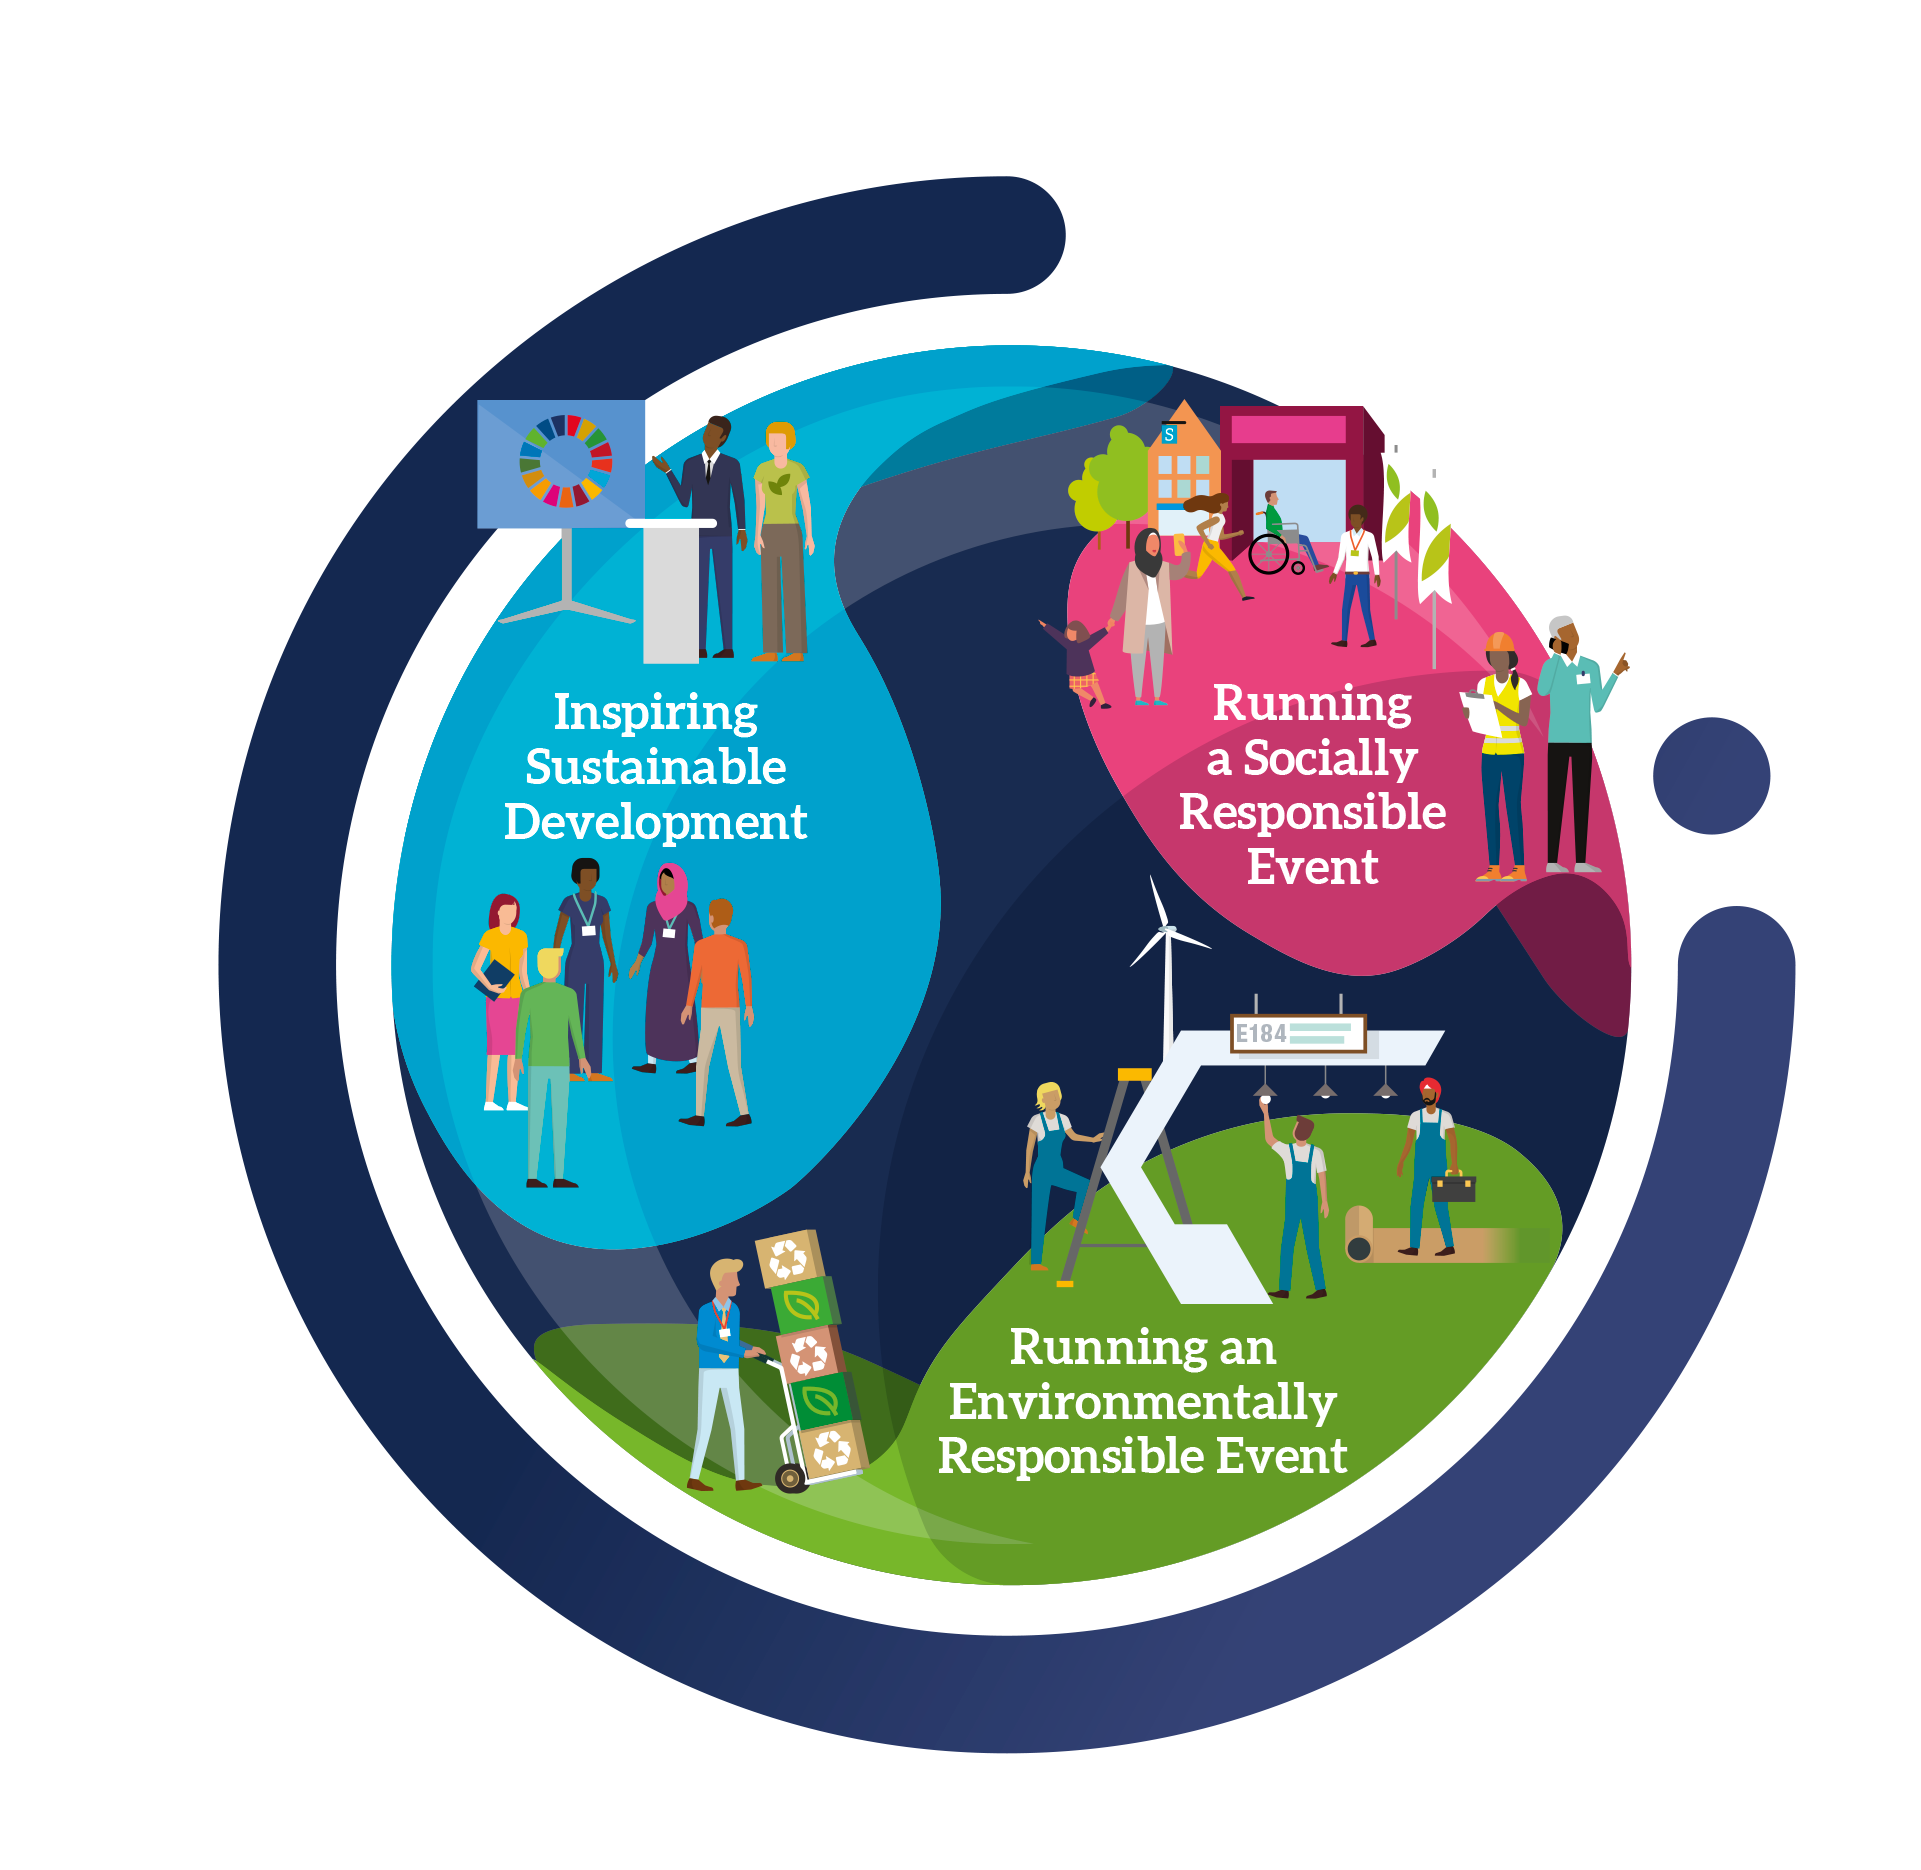 S
Inspiring
Sustainable
Development
Running
a Socially
Responsible
Event
E184
Running an
Environmentally
Responsible Event